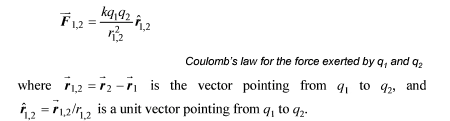 F⃗₁,₂ = kq₁q₂/r²₁,₂ r̂₁,₂
Coulomb's law for the force exerted by q₁ and q₂
where r⃗₁,₂ = r⃗₂ − r⃗₁ is the vector pointing from q₁ to q₂, and
r̂₁,₂ = r⃗₁,₂/r₁,₂ is a unit vector pointing from q₁ to q₂.